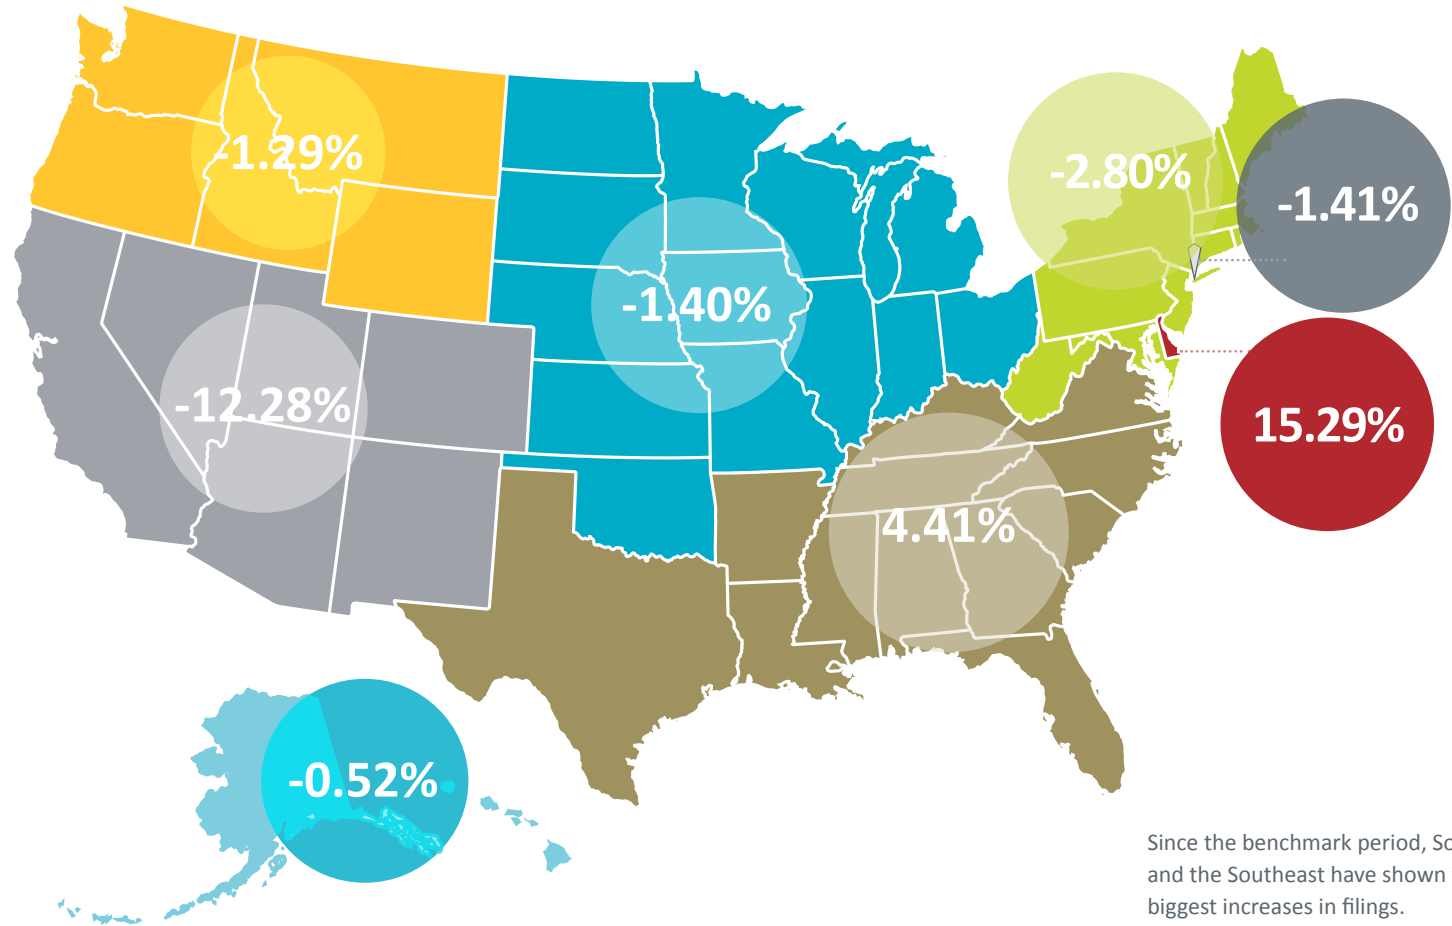 -1.29%
-2.80%
-1.41%
-1.40%
-12.28%
15.29%
4.41%
-0.52%
Since the benchmark period,
and the Southeast have shown
biggest increases in filings.